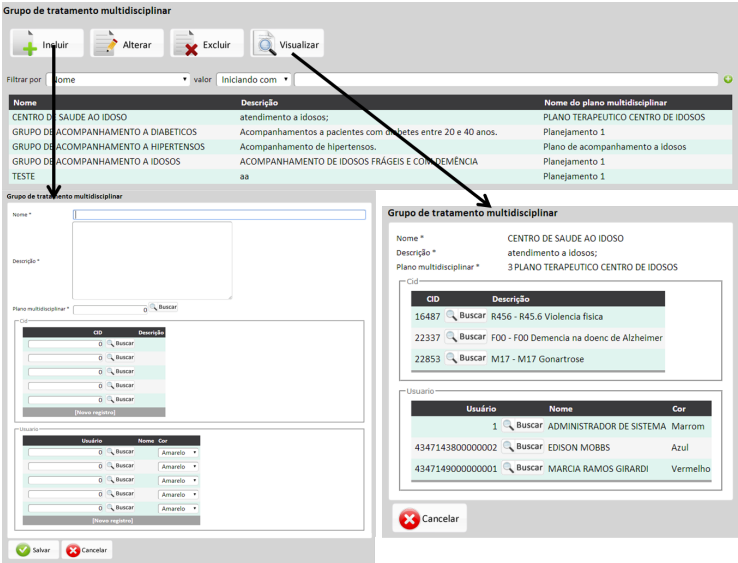 Grupo de tratamento multidisciplinar
Incluir Alterar Excluir Visualizar
Filtrar por Nome valor Iniciando com
Nome Descrição Nome do plano multidisciplinar
CENTRO DE SAUDE AO IDOSO atendimento a idosos; PLANO TERAPEUTICO CENTRO DE IDOSOS
GRUPO DE ACOMPANHAMENTO A DIABETICOS Acompanhamentos a pacientes com diabetes entre 20 e 40 anos. Planejamento 1
GRUPO DE ACOMPANHAMENTO A HIPERTENSOS Acompanhamento de hipertensos. Plano de acompanhamento a idosos
GRUPO DE ACOMPANHAMENTO A IDOSOS ACOMPANHAMENTO DE IDOSOS FRÁGEIS E COM DEMÊNCIA Planejamento 1
TESTE aa Planejamento 1
Grupo de tratamento multidisciplinar
Nome *
Descrição *
Plano multidisciplinar * 0 Buscar
Cid
CID Descrição
0 Buscar
0 Buscar
0 Buscar
0 Buscar
0 Buscar
[Novo registro]
Usuario
Usuário Nome Cor
0 Buscar Amarelo
0 Buscar Amarelo
0 Buscar Amarelo
0 Buscar Amarelo
0 Buscar Amarelo
[Novo registro]
Salvar Cancelar
Grupo de tratamento multidisciplinar
Nome * CENTRO DE SAUDE AO IDOSO
Descrição * atendimento a idosos;
Plano multidisciplinar * 3 PLANO TERAPEUTICO CENTRO DE IDOSOS
Cid
CID Descrição
16487 Buscar R456 - R45.6 Violencia fisica
22337 Buscar F00 - F00 Demencia na doenc de Alzheimer
22853 Buscar M17 - M17 Gonartrose
Usuario
Usuário Nome Cor
1 Buscar ADMINISTRADOR DE SISTEMA Marrom
4347143800000002 Buscar EDISON MOBBS Azul
4347149000000001 Buscar MARCIA RAMOS GIRARDI Vermelho
Cancelar